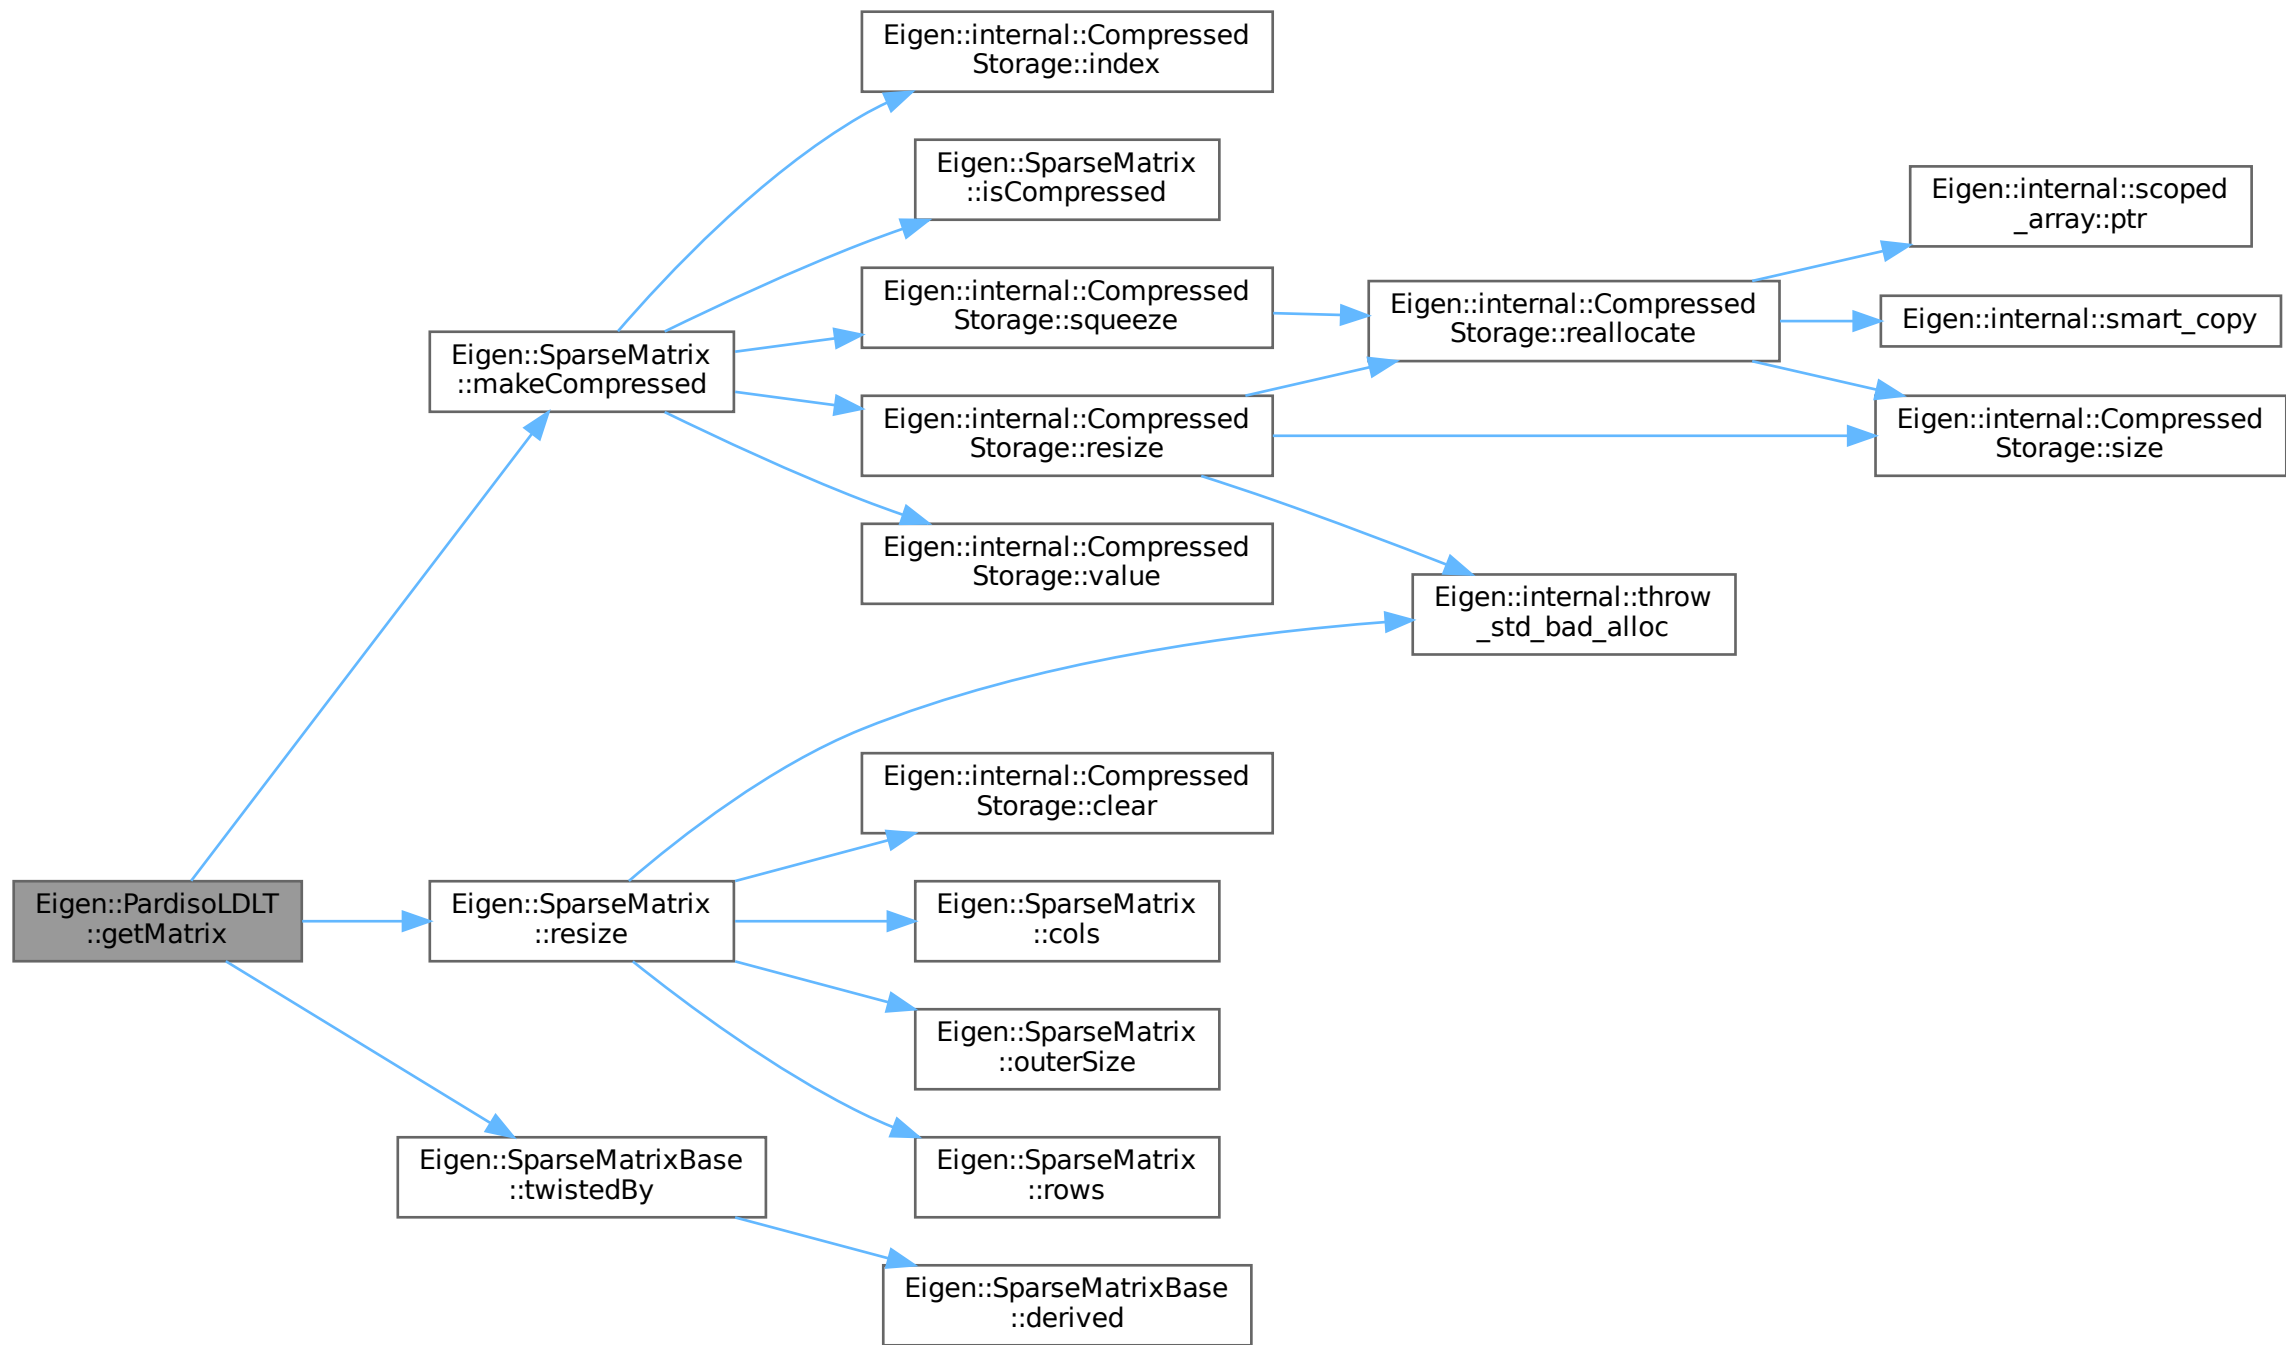 Eigen::internal::Compressed
Storage::index
Eigen::SparseMatrix
::isCompressed
Eigen::internal::scoped
_array::ptr
Eigen::internal::Compressed
Storage::squeeze
Eigen::internal::Compressed
Storage::reallocate
Eigen::internal::smart_copy
Eigen::SparseMatrix
::makeCompressed
Eigen::internal::Compressed
Storage::resize
Eigen::internal::Compressed
Storage::size
Eigen::internal::Compressed
Storage::value
Eigen::internal::throw
_std_bad_alloc
Eigen::internal::Compressed
Storage::clear
Eigen::PardisoLDLT
::getMatrix
Eigen::SparseMatrix
::resize
Eigen::SparseMatrix
::cols
Eigen::SparseMatrix
::outerSize
Eigen::SparseMatrixBase
::twistedBy
Eigen::SparseMatrix
::rows
Eigen::SparseMatrixBase
::derived